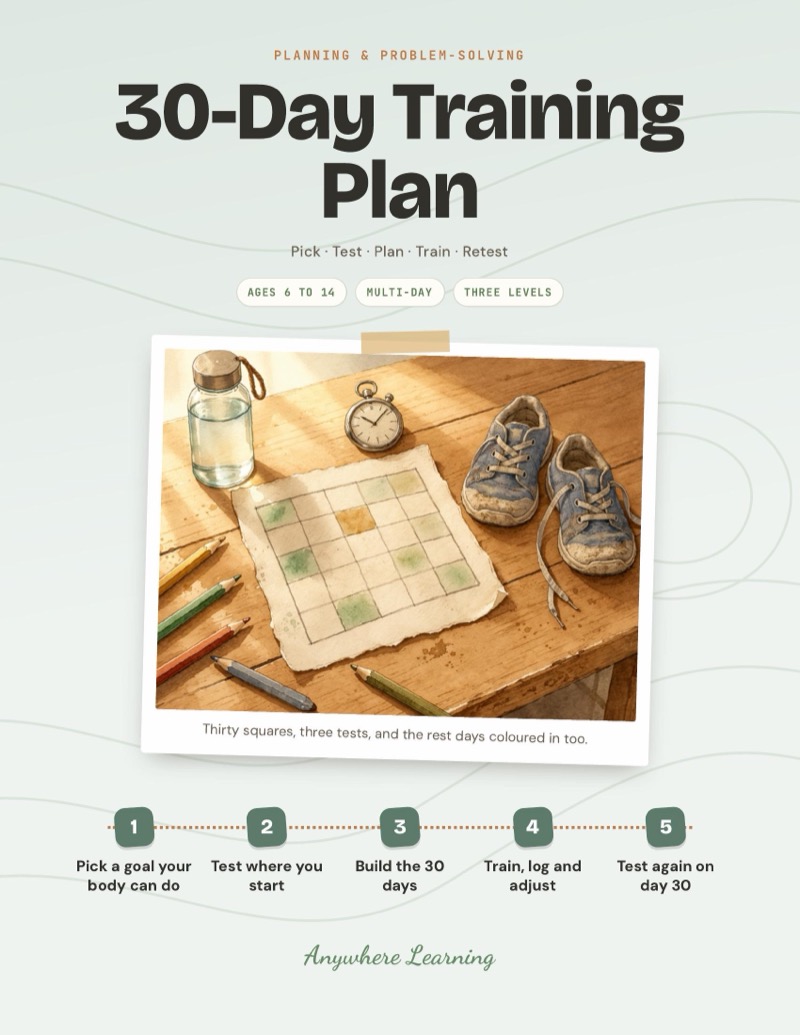 PLANNING & PROBLEM-SOLVING
30-Day Training
Plan
Pick · Test · Plan · Train · Retest
AGES 6 TO 14
MULTI-DAY
THREE LEVELS
Thirty squares, three tests, and the rest days coloured in too.
1
2
3
4
5
Pick a goal your
body can do
Test where you
start
Build the 30
days
Train, log and
adjust
Test again on
day 30
Anywhere Learning